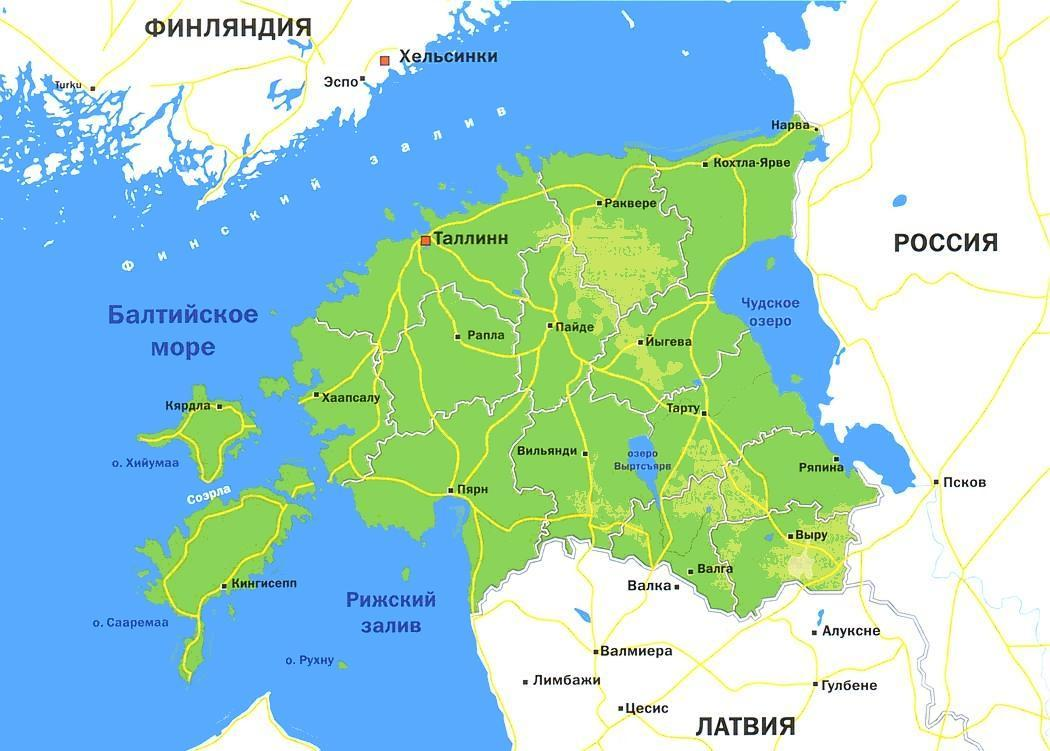 ФИНЛЯНДИЯ
Хельсинки
Эспо
Turku
Финский залив
Нарва
Кохтла-Ярве
Раквере
Таллинн
РОССИЯ
Балтийское
море
Чудское
озеро
Рапла
Пайде
Йыгева
Хаапсалу
Кярдла
Тарту
о. Хийумаа
Вильянди
озеро
Выртсъярв
Ряпина
Псков
Соэрла
Пярн
Выру
Кингисепп
Валга
Валка
Рижский
залив
о. Сааремаа
Алуксне
Валмиера
о. Рухну
Лимбажи
Гулбене
Цесис
ЛАТВИЯ